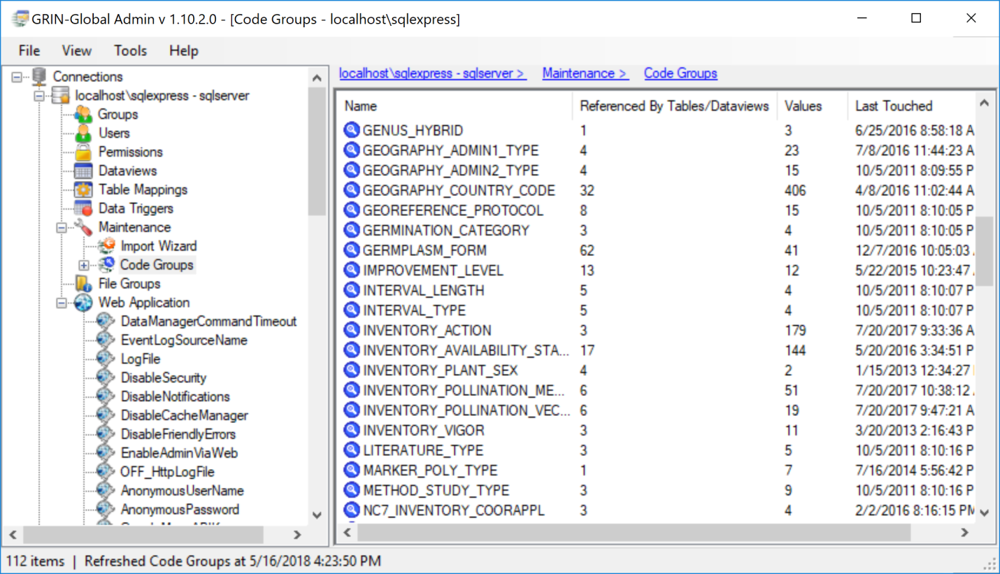 GRIN-Global Admin v 1.10.2.0 - [Code Groups - localhost\sqlexpress]
File View Tools Help
Connections
localhost\sqlexpress - sqlserver
Groups
Users
Permissions
Dataviews
Table Mappings
Data Triggers
Maintenance
Import Wizard
Code Groups
File Groups
Web Application
DataManagerCommandTimeout
EventLogSourceName
LogFile
DisableSecurity
DisableNotifications
DisableCacheManager
DisableFriendlyErrors
EnableAdminViaWeb
OFF_HttpLogFile
AnonymousUserName
AnonymousPassword
localhost\sqlexpress - sqlserver > Maintenance > Code Groups
Name Referenced By Tables/Dataviews Values Last Touched
GENUS_HYBRID 1 3 6/25/2016 8:58:18 A
GEOGRAPHY_ADMIN1_TYPE 4 23 7/8/2016 11:44:23 A
GEOGRAPHY_ADMIN2_TYPE 4 15 10/5/2011 8:09:55 P
GEOGRAPHY_COUNTRY_CODE 32 406 4/8/2016 11:02:44 A
GEOREFERENCE_PROTOCOL 8 15 10/5/2011 8:10:05 P
GERMINATION_CATEGORY 3 4 10/5/2011 8:10:05 P
GERMPLASM_FORM 62 41 12/7/2016 10:05:03
IMPROVEMENT_LEVEL 13 12 5/22/2015 10:23:47
INTERVAL_LENGTH 5 4 10/5/2011 8:10:07 P
INTERVAL_TYPE 5 4 10/5/2011 8:10:07 P
INVENTORY_ACTION 3 179 7/20/2017 9:33:36 A
INVENTORY_AVAILABILITY_STA... 17 144 5/20/2016 3:34:51 P
INVENTORY_PLANT_SEX 4 2 1/15/2013 12:34:27
INVENTORY_POLLINATION_ME... 6 51 7/20/2017 10:38:12
INVENTORY_POLLINATION_VEC... 6 19 7/20/2017 9:47:21 A
INVENTORY_VIGOR 3 11 3/20/2013 2:16:43 P
LITERATURE_TYPE 3 5 10/5/2011 8:10:16 P
MARKER_POLY_TYPE 1 7 7/16/2014 5:56:42 P
METHOD_STUDY_TYPE 3 9 10/5/2011 8:10:16 P
NC7_INVENTORY_COORAPPL 3 4 2/2/2016 8:16:15 PM
112 items | Refreshed Code Groups at 5/16/2018 4:23:50 PM